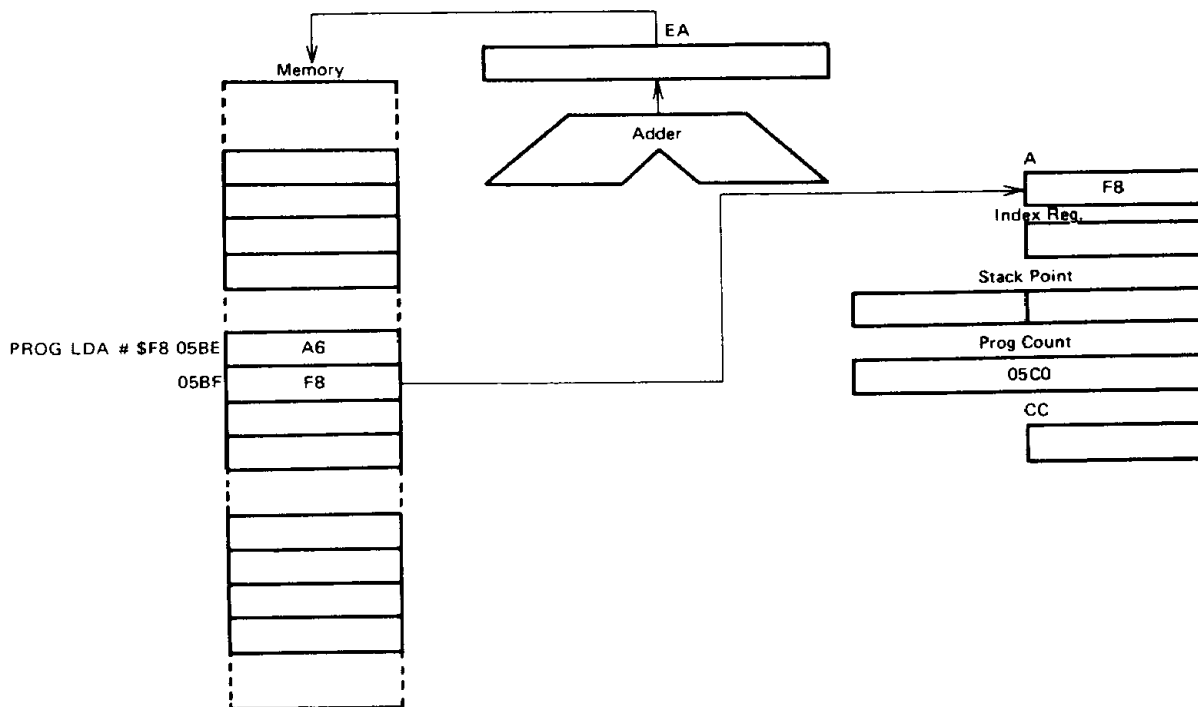 EA
Memory
Adder
A
F8
Index Reg.
Stack Point
PROG LDA # $F8 05BE A6
Prog Count
05BF F8
05C0
CC